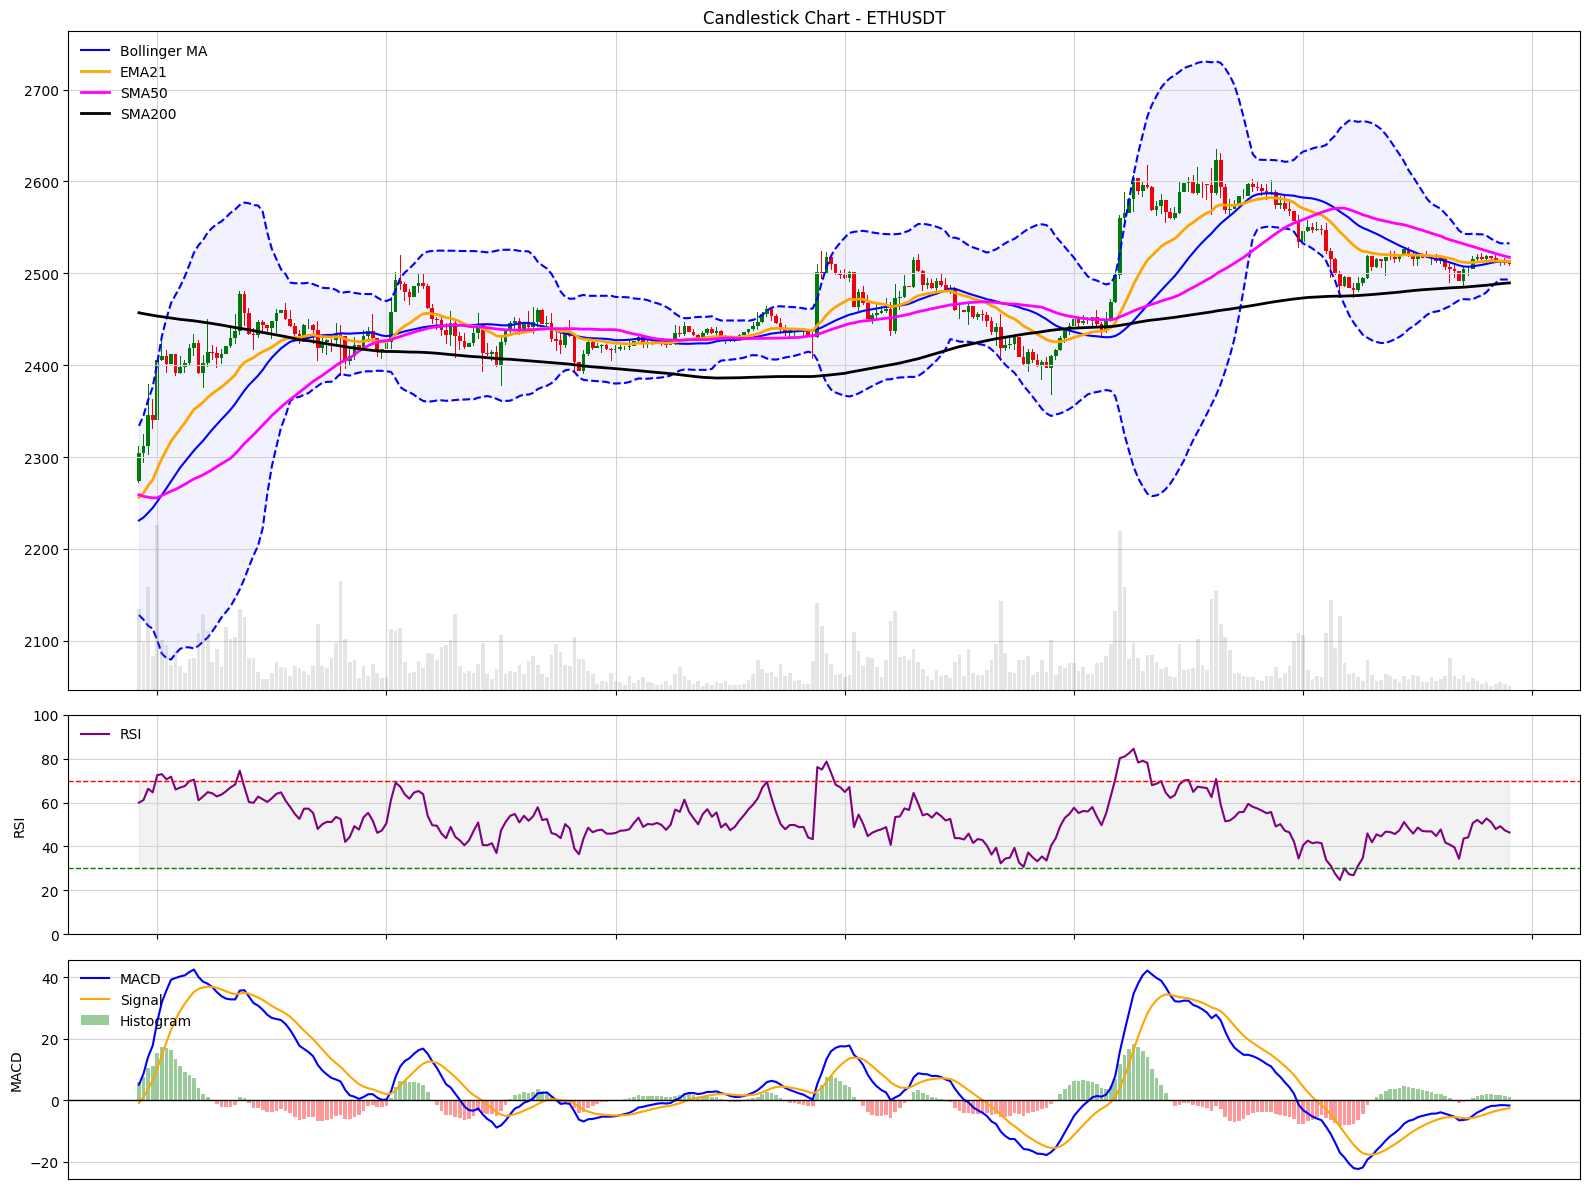 Candlestick Chart - ETHUSDT
Bollinger MA
EMA21
SMA50
SMA200
2700
2600
2500
2400
2300
2200
2100
RSI
100
80
60
40
20
0
RSI
MACD
Signal
Histogram
40
20
0
−20
MACD